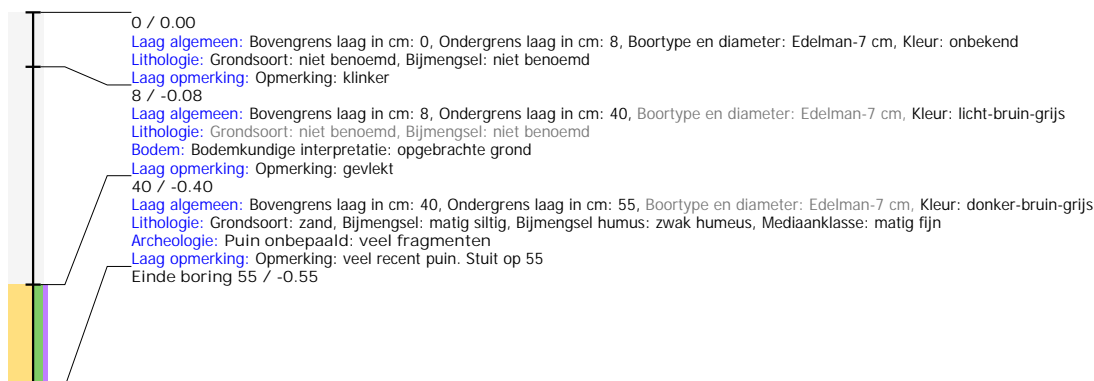 0 / 0.00
Laag algemeen: Bovengrens laag in cm: 0, Ondergrens laag in cm: 8, Boortype en diameter: Edelman-7 cm, Kleur: onbekend
Lithologie: Grondsoort: niet benoemd, Bijmengsel: niet benoemd
Laag opmerking: Opmerking: klinker
8 / -0.08
Laag algemeen: Bovengrens laag in cm: 8, Ondergrens laag in cm: 40, Boortype en diameter: Edelman-7 cm, Kleur: licht-bruin-grijs
Lithologie: Grondsoort: niet benoemd, Bijmengsel: niet benoemd
Bodem: Bodemkundige interpretatie: opgebrachte grond
Laag opmerking: Opmerking: gevlekt
40 / -0.40
Laag algemeen: Bovengrens laag in cm: 40, Ondergrens laag in cm: 55, Boortype en diameter: Edelman-7 cm, Kleur: donker-bruin-grijs
Lithologie: Grondsoort: zand, Bijmengsel: matig siltig, Bijmengsel humus: zwak humeus, Mediaanklasse: matig fijn
Archeologie: Puin onbepaald: veel fragmenten
Laag opmerking: Opmerking: veel recent puin. Stuit op 55
Einde boring 55 / -0.55